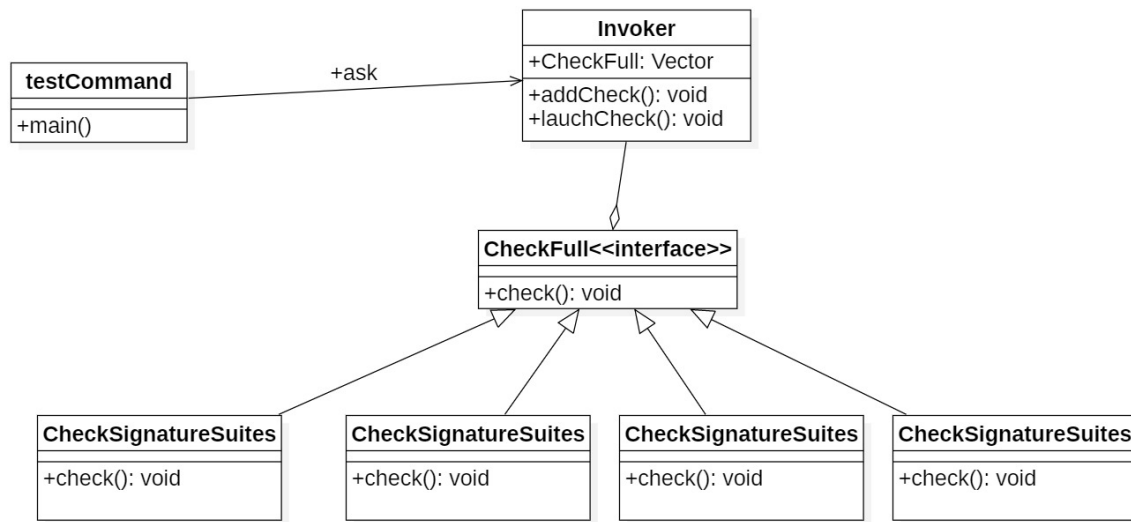 Invoker
+CheckFull: Vector
+addCheck(): void
+lauchCheck(): void
testCommand
+main()
+ask
CheckFull<<interface>>
+check(): void
CheckSignatureSuites
+check(): void
CheckSignatureSuites
+check(): void
CheckSignatureSuites
+check(): void
CheckSignatureSuites
+check(): void